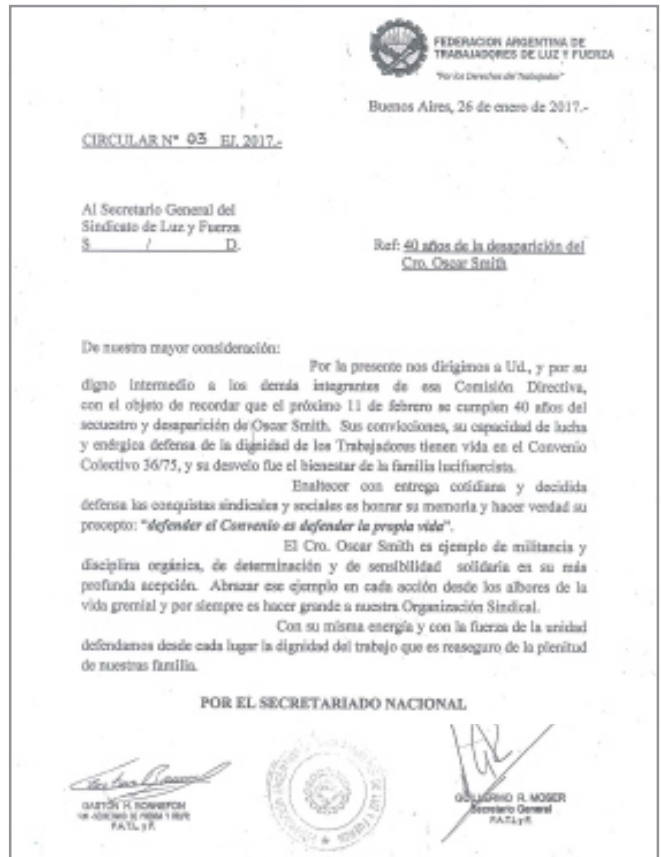 FEDERACION ARGENTINA DE
TRABAJADORES DE LUZ Y FUERZA
"Por los Derechos del Trabajador"
Buenos Aires, 26 de enero de 2017.-
CIRCULAR Nº 03 EJ. 2017.-
Al Secretario General del
Sindicato de Luz y Fuerza
S / D.
Ref: 40 años de la desaparición del
Cro. Oscar Smith
De nuestra mayor consideración:
Por la presente nos dirigimos a Ud., y por su
digno intermedio a los demás integrantes de esa Comisión Directiva,
con el objeto de recordar que el próximo 11 de febrero se cumplen 40 años del
secuestro y desaparición de Oscar Smith. Sus convicciones, su capacidad de lucha
y enérgica defensa de la dignidad de los Trabajadores tienen vida en el Convenio
Colectivo 36/75, y su desvelo fue el bienestar de la familia lucifuercista.
Enaltecer con entrega cotidiana y decidida
defensa las conquistas sindicales y sociales es honrar su memoria y hacer verdad su
precepto: "defender el Convenio es defender la propia vida".
El Cro. Oscar Smith es ejemplo de militancia y
disciplina orgánica, de determinación y de sensibilidad solidaria en su más
profunda acepción. Abrazar ese ejemplo en cada acción desde los albores de la
vida gremial y por siempre es hacer grande a nuestra Organización Sindical.
Con su misma energía y con la fuerza de la unidad
defendamos desde cada lugar la dignidad del trabajo que es reaseguro de la plenitud
de nuestras familia.
POR EL SECRETARIADO NACIONAL
GASTON H. BONNEFON
F.A.T.L. y F.
GUILLERMO R. MOSER
Secretario General
F.A.T.L.y F.